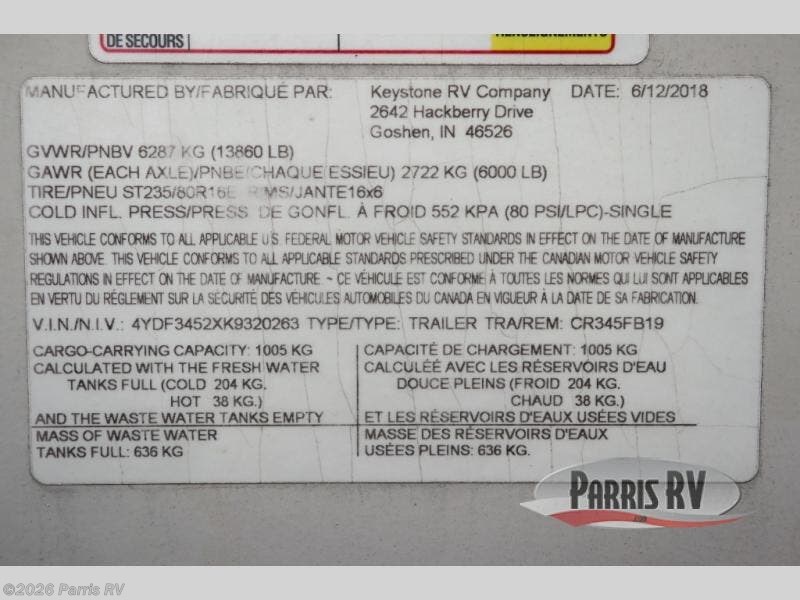 DE SECOURS
RENSEIGNEMENTS
MANUFACTURED BY/FABRIQUÉ PAR: Keystone RV Company DATE: 6/12/2018
2642 Hackberry Drive
Goshen, IN 46526
GVWR/PNBV 6287 KG (13860 LB)
GAWR (EACH AXLE)/PNBE(CHAQUE ESSIEU) 2722 KG (6000 LB)
TIRE/PNEU ST235/80R16E RIMS/JANTE16x6
COLD INFL. PRESS/PRESS. DE GONFL. À FROID 552 KPA (80 PSI/LPC)-SINGLE
THIS VEHICLE CONFORMS TO ALL APPLICABLE U.S. FEDERAL MOTOR VEHICLE SAFETY STANDARDS IN EFFECT ON THE DATE OF MANUFACTURE
SHOWN ABOVE. THIS VEHICLE CONFORMS TO ALL APPLICABLE STANDARDS PRESCRIBED UNDER THE CANADIAN MOTOR VEHICLE SAFETY
REGULATIONS IN EFFECT ON THE DATE OF MANUFACTURE. ~ CE VÉHICULE EST CONFORME À TOUTES LES NORMES QUI LUI SONT APPLICABLES
EN VERTU DU RÉGLEMENT SUR LA SÉCURITÉ DES VÉHICULES AUTOMOBILES DU CANADA EN VIGUEUR À LA DATE DE SA FABRICATION.
V.I.N./N.I.V.: 4YDF3452XK9320263 TYPE/TYPE: TRAILER TRA/REM: CR345FB19
CARGO-CARRYING CAPACITY: 1005 KG
CALCULATED WITH THE FRESH WATER
TANKS FULL (COLD 204 KG.
HOT 38 KG.)
AND THE WASTE WATER TANKS EMPTY
MASS OF WASTE WATER
TANKS FULL: 636 KG
CAPACITÉ DE CHARGEMENT: 1005 KG
CALCULÉE AVEC LES RÉSERVOIRS D'EAU
DOUCE PLEINS (FROID 204 KG.
CHAUD 38 KG.)
ET LES RÉSERVOIRS D'EAUX USÉES VIDES
MASSE DES RÉSERVOIRS D'EAUX
USÉES PLEINS: 636 KG.
PARRIS RV
©2026 Parris RV